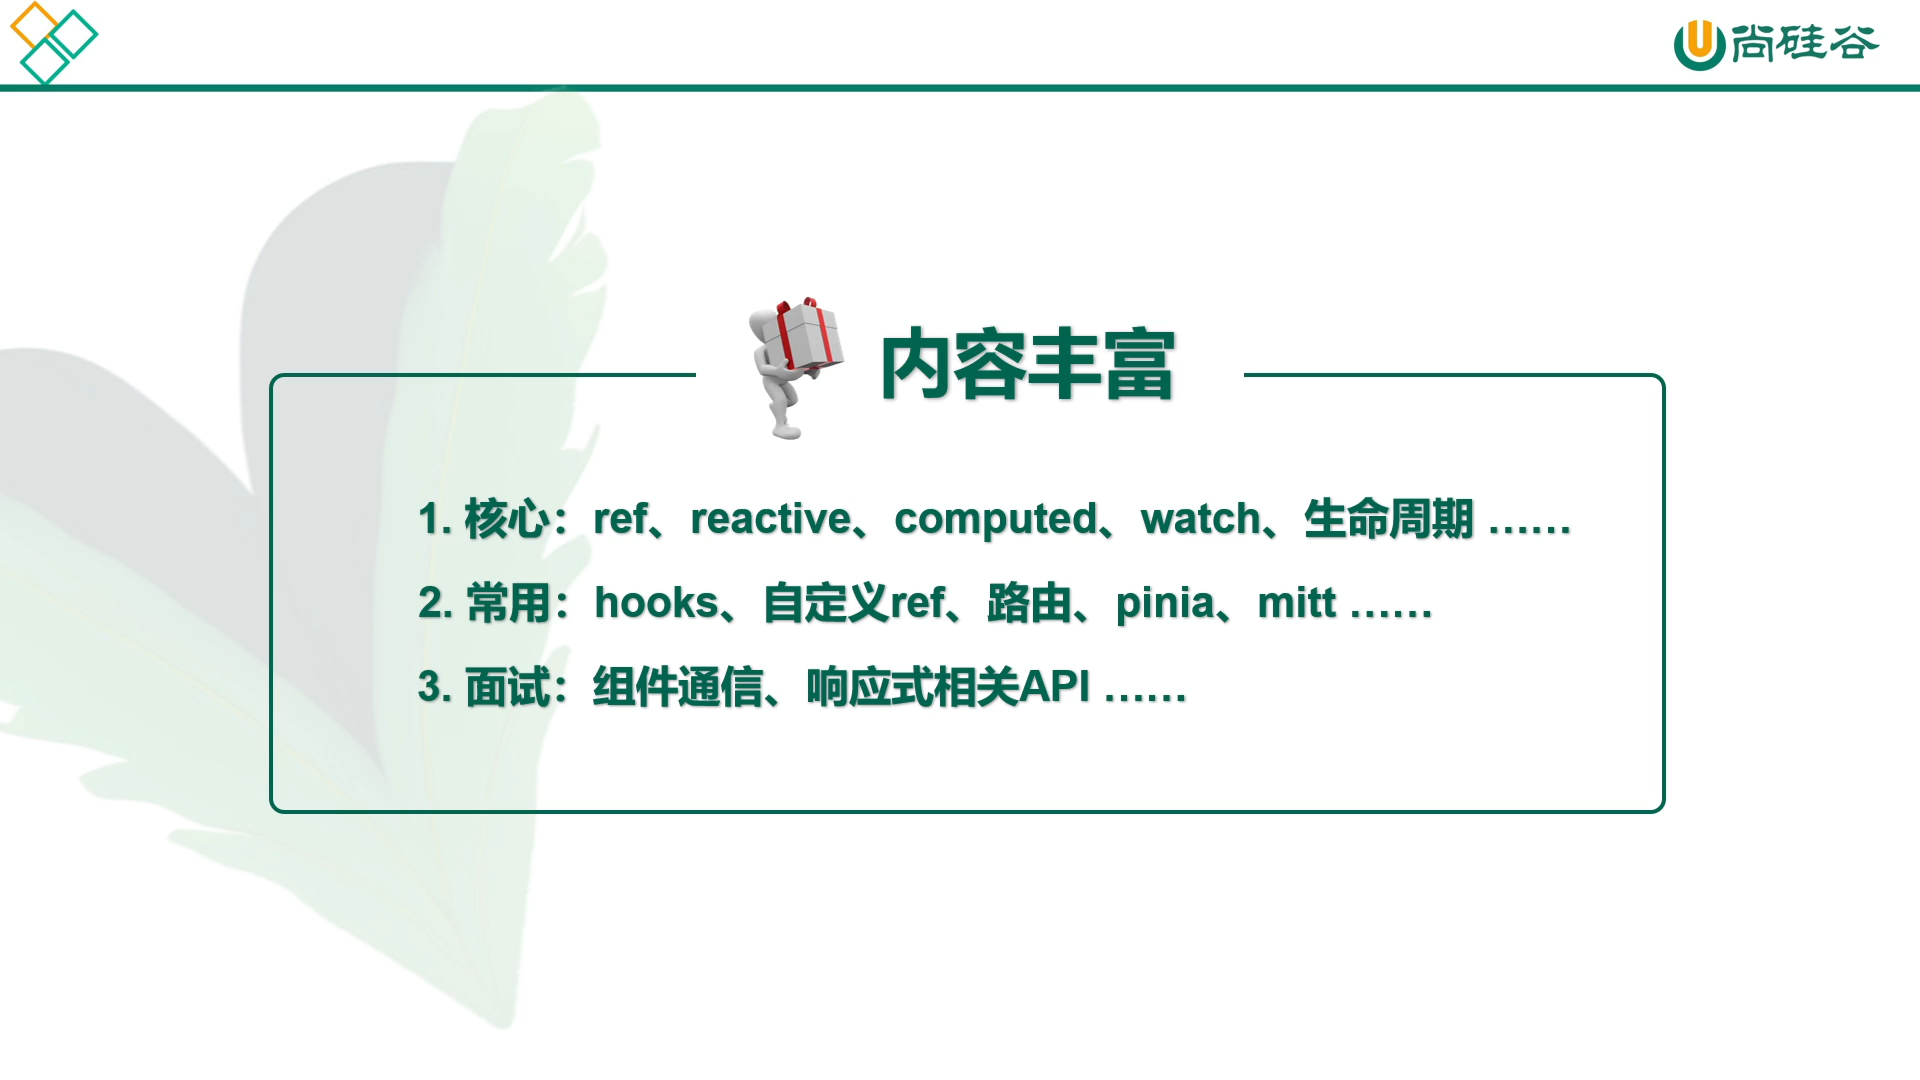 尚硅谷
内容丰富
1. 核心：ref、reactive、computed、watch、生命周期 ……
2. 常用：hooks、自定义ref、路由、pinia、mitt ……
3. 面试：组件通信、响应式相关API ……